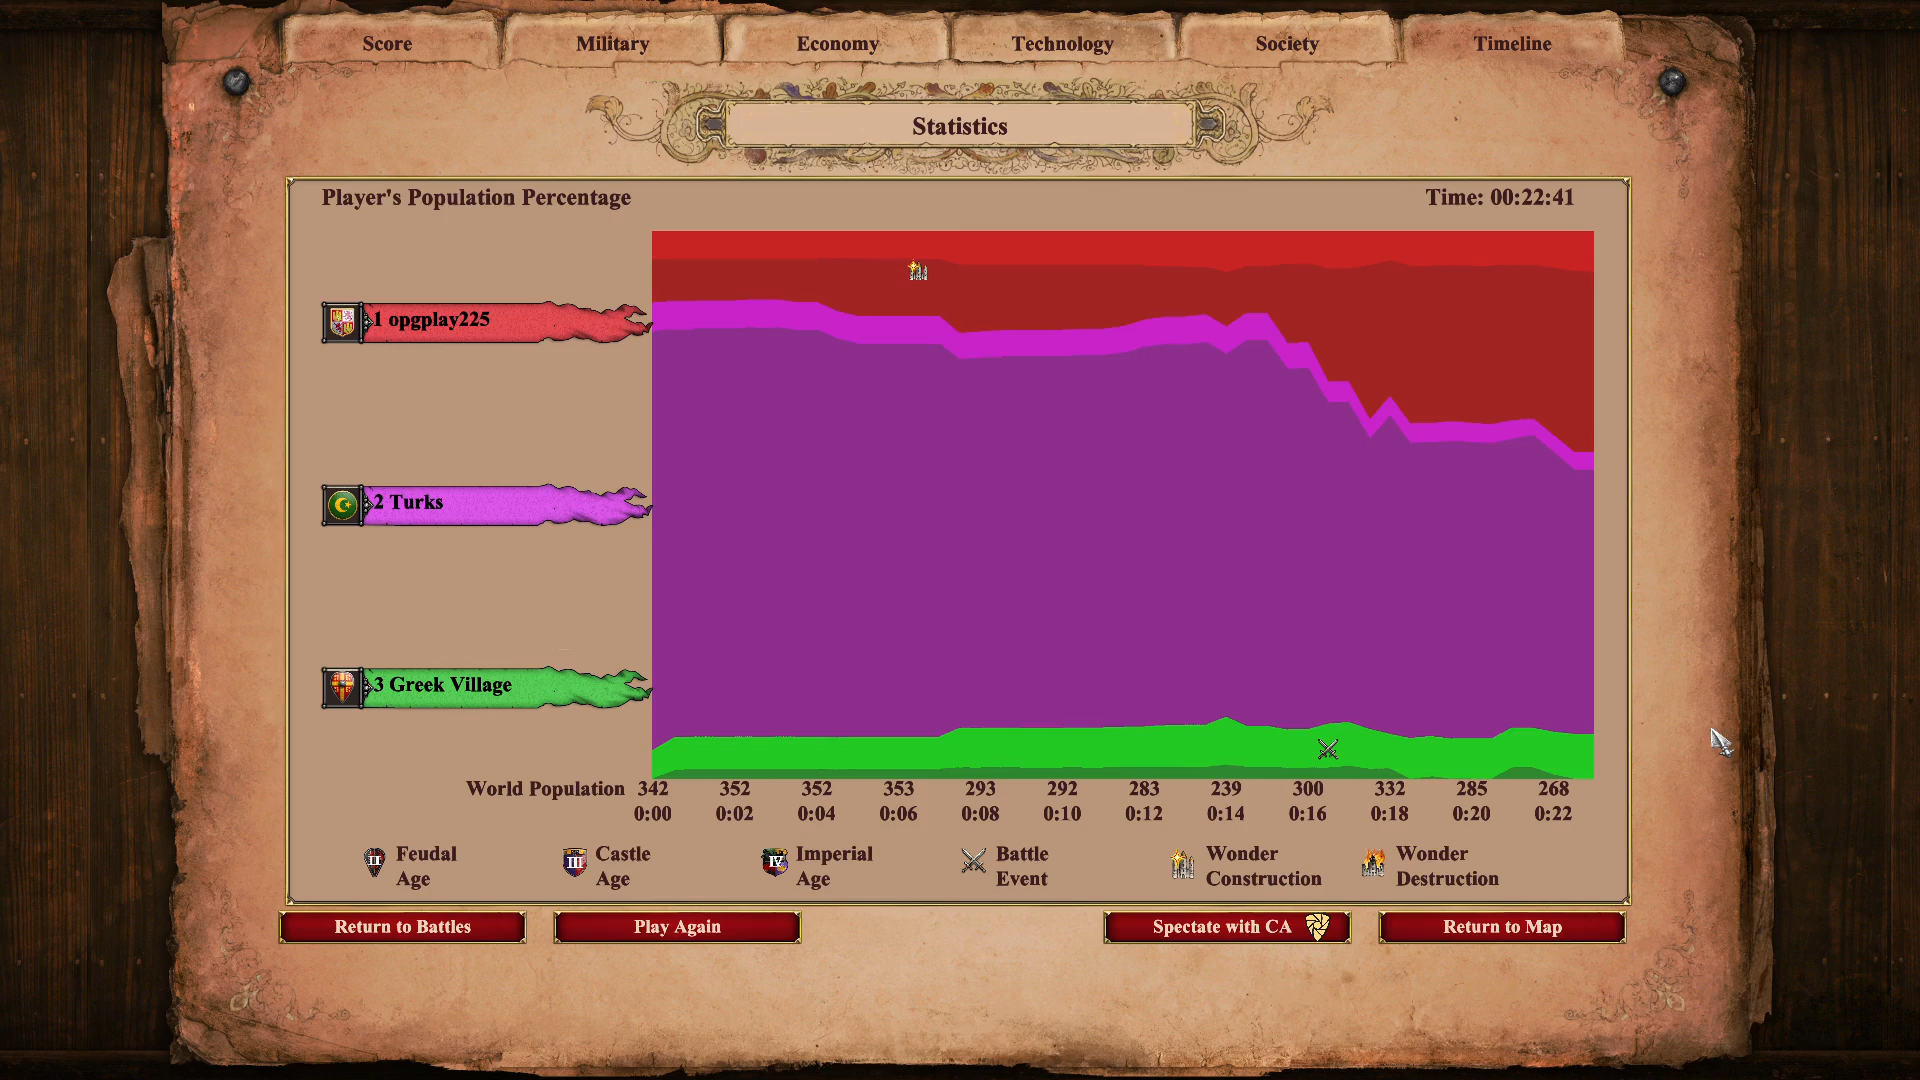 Score Military Economy Technology Society Timeline
Statistics
Player's Population Percentage Time: 00:22:41
1 opgplay225
2 Turks
3 Greek Village
World Population 342 352 352 353 293 292 283 239 300 332 285 268
0:00 0:02 0:04 0:06 0:08 0:10 0:12 0:14 0:16 0:18 0:20 0:22
II Feudal Age
III Castle Age
IV Imperial Age
Battle Event
Wonder Construction
Wonder Destruction
Return to Battles Play Again Spectate with CA Return to Map